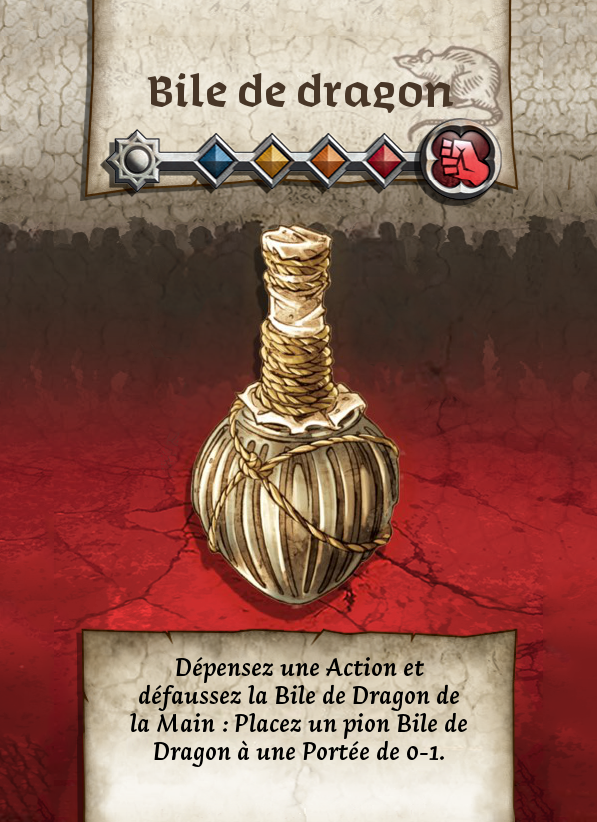 Bile de dragon
Dépensez une Action et
défaussez la Bile de Dragon de
la Main : Placez un pion Bile de
Dragon à une Portée de 0-1.